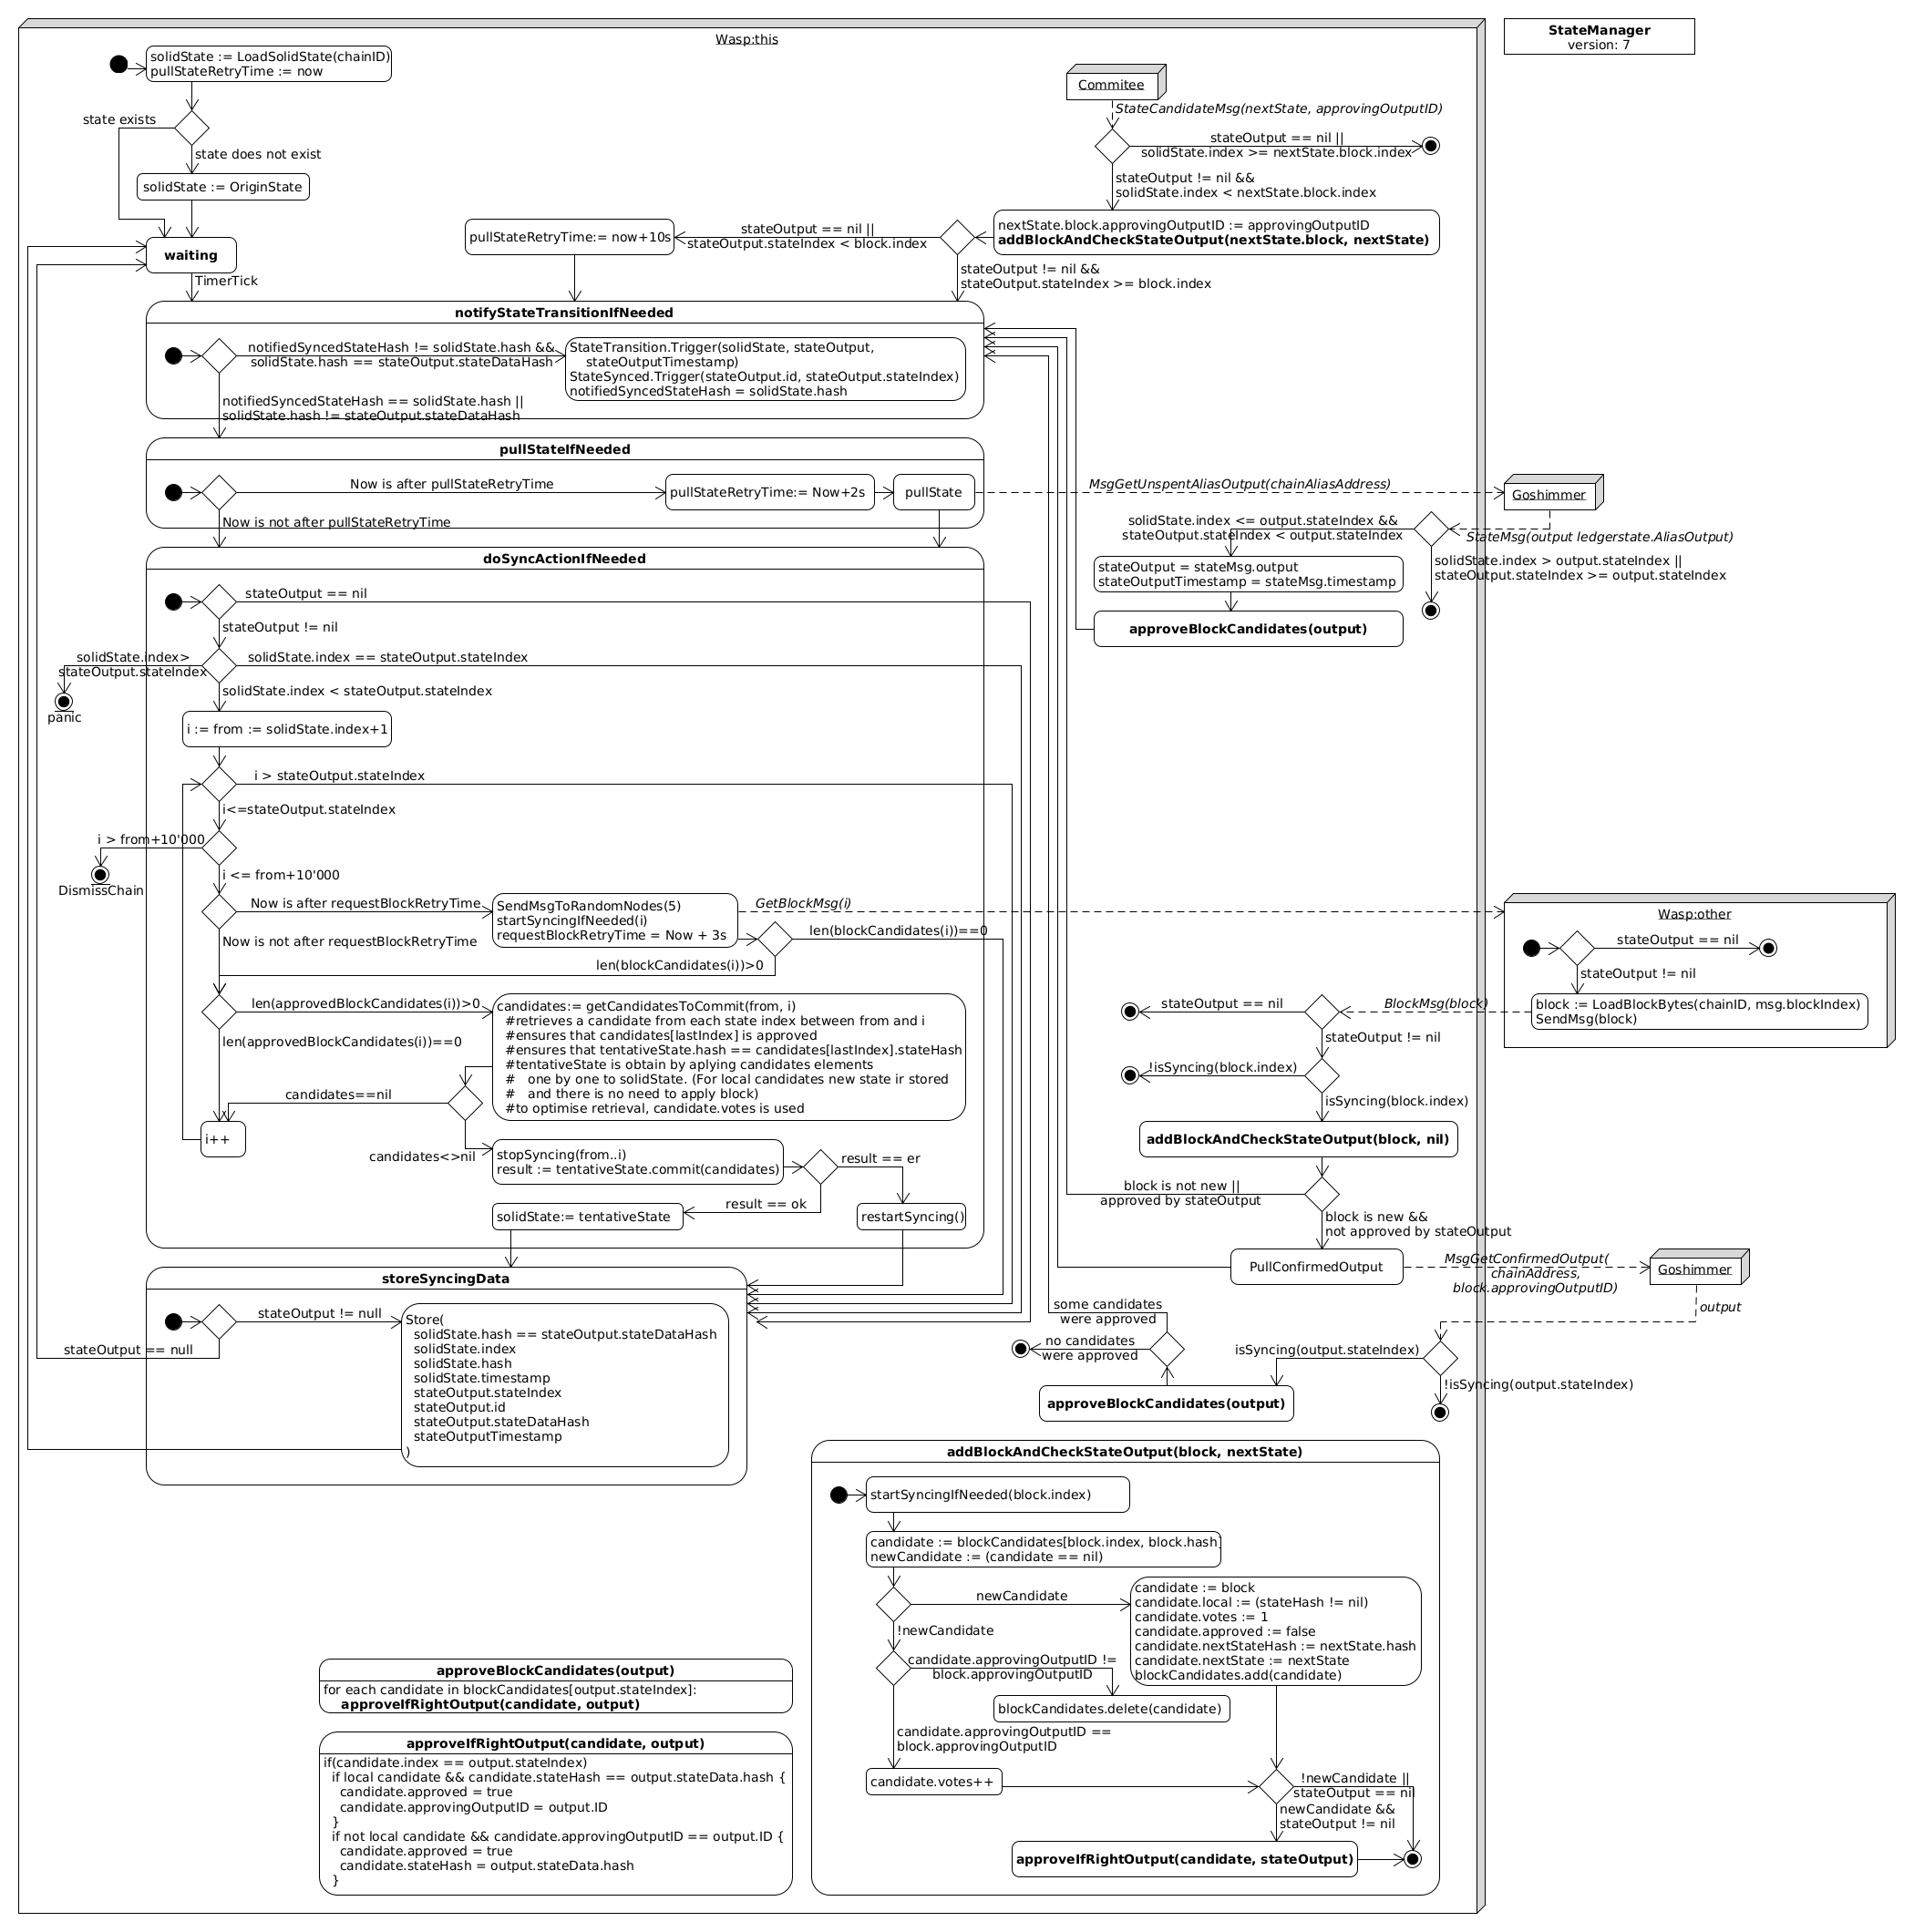 Wasp:this
StateManager
version: 7
solidState := LoadSolidState(chainID)
pullStateRetryTime := now
state exists
state does not exist
solidState := OriginState
waiting
TimerTick
Commitee
StateCandidateMsg(nextState, approvingOutputID)
stateOutput == nil ||
solidState.index >= nextState.block.index
stateOutput != nil &&
solidState.index < nextState.block.index
nextState.block.approvingOutputID := approvingOutputID
addBlockAndCheckStateOutput(nextState.block, nextState)
stateOutput == nil ||
stateOutput.stateIndex < block.index
pullStateRetryTime:= now+10s
stateOutput != nil &&
stateOutput.stateIndex >= block.index
notifyStateTransitionIfNeeded
notifiedSyncedStateHash != solidState.hash &&
solidState.hash == stateOutput.stateDataHash
StateTransition.Trigger(solidState, stateOutput,
stateOutputTimestamp)
StateSynced.Trigger(stateOutput.id, stateOutput.stateIndex)
notifiedSyncedStateHash = solidState.hash
notifiedSyncedStateHash == solidState.hash ||
solidState.hash != stateOutput.stateDataHash
pullStateIfNeeded
Now is after pullStateRetryTime
pullStateRetryTime:= Now+2s
pullState
Now is not after pullStateRetryTime
MsgGetUnspentAliasOutput(chainAliasAddress)
Goshimmer
StateMsg(output ledgerstate.AliasOutput)
solidState.index <= output.stateIndex &&
stateOutput.stateIndex < output.stateIndex
solidState.index > output.stateIndex ||
stateOutput.stateIndex >= output.stateIndex
stateOutput = stateMsg.output
stateOutputTimestamp = stateMsg.timestamp
approveBlockCandidates(output)
doSyncActionIfNeeded
stateOutput == nil
stateOutput != nil
solidState.index>
stateOutput.stateIndex
panic
solidState.index == stateOutput.stateIndex
solidState.index < stateOutput.stateIndex
i := from := solidState.index+1
i > stateOutput.stateIndex
i<=stateOutput.stateIndex
i > from+10'000
DismissChain
i <= from+10'000
Now is after requestBlockRetryTime
Now is not after requestBlockRetryTime
SendMsgToRandomNodes(5)
startSyncingIfNeeded(i)
requestBlockRetryTime = Now + 3s
GetBlockMsg(i)
len(blockCandidates(i))==0
len(blockCandidates(i))>0
len(approvedBlockCandidates(i))>0
len(approvedBlockCandidates(i))==0
candidates:= getCandidatesToCommit(from, i)
#retrieves a candidate from each state index between from and i
#ensures that candidates[lastIndex] is approved
#ensures that tentativeState.hash == candidates[lastIndex].stateHash
#tentativeState is obtain by aplying candidates elements
#   one by one to solidState. (For local candidates new state ir stored
#   and there is no need to apply block)
#to optimise retrieval, candidate.votes is used
candidates==nil
i++
candidates<>nil
stopSyncing(from..i)
result := tentativeState.commit(candidates)
result == er
result == ok
solidState:= tentativeState
restartSyncing()
Wasp:other
stateOutput == nil
stateOutput != nil
block := LoadBlockBytes(chainID, msg.blockIndex)
SendMsg(block)
BlockMsg(block)
stateOutput == nil
stateOutput != nil
!isSyncing(block.index)
isSyncing(block.index)
addBlockAndCheckStateOutput(block, nil)
block is not new ||
approved by stateOutput
block is new &&
not approved by stateOutput
PullConfirmedOutput
MsgGetConfirmedOutput(
chainAddress,
block.approvingOutputID)
Goshimmer
output
isSyncing(output.stateIndex)
!isSyncing(output.stateIndex)
some candidates
were approved
no candidates
were approved
approveBlockCandidates(output)
storeSyncingData
stateOutput != null
stateOutput == null
Store(
solidState.hash == stateOutput.stateDataHash
solidState.index
solidState.hash
solidState.timestamp
stateOutput.stateIndex
stateOutput.id
stateOutput.stateDataHash
stateOutputTimestamp
)
addBlockAndCheckStateOutput(block, nextState)
startSyncingIfNeeded(block.index)
candidate := blockCandidates[block.index, block.hash]
newCandidate := (candidate == nil)
newCandidate
!newCandidate
candidate := block
candidate.local := (stateHash != nil)
candidate.votes := 1
candidate.approved := false
candidate.nextStateHash := nextState.hash
candidate.nextState := nextState
blockCandidates.add(candidate)
candidate.approvingOutputID !=
block.approvingOutputID
blockCandidates.delete(candidate)
candidate.approvingOutputID ==
block.approvingOutputID
candidate.votes++
!newCandidate ||
stateOutput == nil
newCandidate &&
stateOutput != nil
approveIfRightOutput(candidate, stateOutput)
approveBlockCandidates(output)
for each candidate in blockCandidates[output.stateIndex]:
approveIfRightOutput(candidate, output)
approveIfRightOutput(candidate, output)
if(candidate.index == output.stateIndex)
if local candidate && candidate.stateHash == output.stateData.hash {
candidate.approved = true
candidate.approvingOutputID = output.ID
}
if not local candidate && candidate.approvingOutputID == output.ID {
candidate.approved = true
candidate.stateHash = output.stateData.hash
}